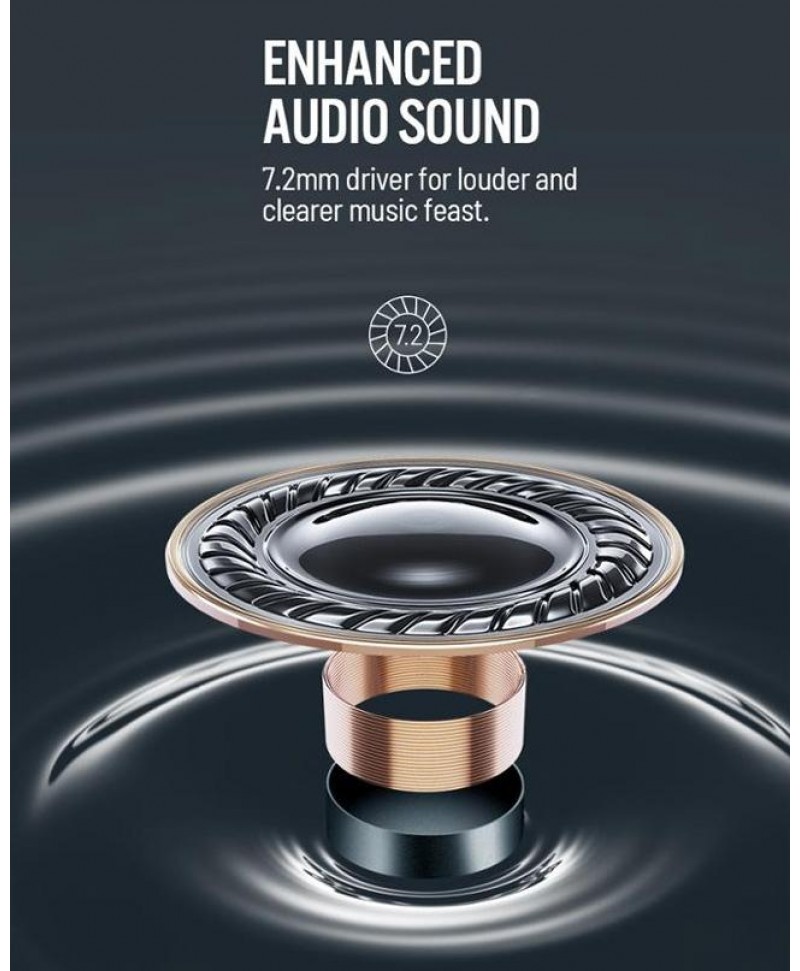 ENHANCED
AUDIO SOUND
7.2mm driver for louder and
clearer music feast.
7.2